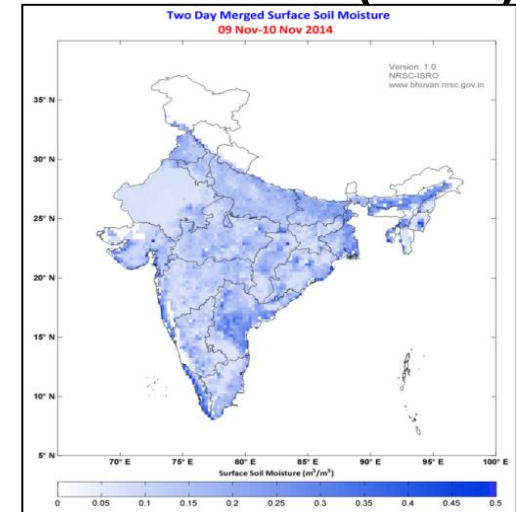 Two Day Merged Surface Soil Moisture
09 Nov-10 Nov 2014
Version. 1.0
NRSC-ISRO
www.bhuvan.nrsc.gov.in
35° N
30° N
25° N
20° N
15° N
10° N
5° N
70° E 75° E 80° E 85° E 90° E 95° E 100° E
Surface Soil Moisture (m³/m³)
0 0.05 0.1 0.15 0.2 0.25 0.3 0.35 0.4 0.45 0.5